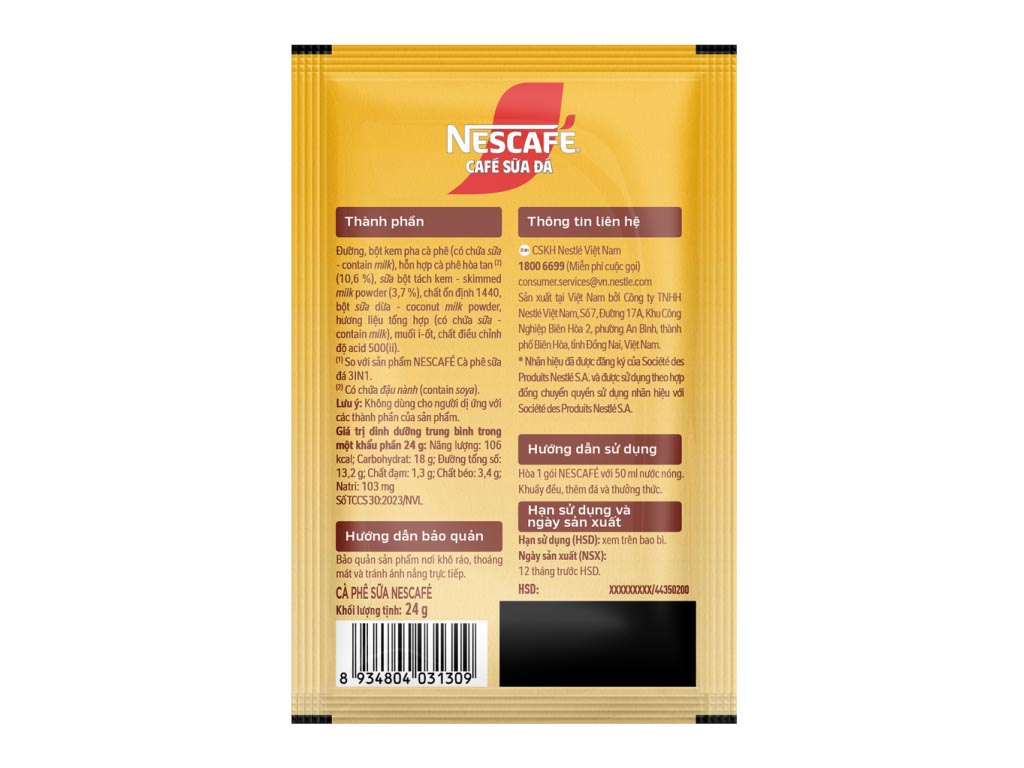 NESCAFÉ
CAFÉ SỮA ĐÁ
Thành phần
Đường, bột kem pha cà phê (có chứa sữa
- contain milk), hỗn hợp cà phê hòa tan (2)
(10,6 %), sữa bột tách kem - skimmed
milk powder (3,7 %), chất ổn định 1440,
bột sữa dừa - coconut milk powder,
hương liệu tổng hợp (có chứa sữa -
contain milk), muối i-ốt, chất điều chỉnh
độ acid 500(ii).
(1) So với sản phẩm NESCAFÉ Cà phê sữa
đá 3IN1.
(2) Có chứa đậu nành (contain soya).
Lưu ý: Không dùng cho người dị ứng với
các thành phần của sản phẩm.
Giá trị dinh dưỡng trung bình trong
một khẩu phần 24 g: Năng lượng: 106
kcal; Carbohydrat: 18 g; Đường tổng số:
13,2 g; Chất đạm: 1,3 g; Chất béo: 3,4 g;
Natri: 103 mg
Số TCCS 30:2023/NVL
Hướng dẫn bảo quản
Bảo quản sản phẩm nơi khô ráo, thoáng
mát và tránh ánh nắng trực tiếp.
CÀ PHÊ SỮA NESCAFÉ
Khối lượng tịnh: 24 g
8 934804 031309
Thông tin liên hệ
CSKH Nestlé Việt Nam
1800 6699 (Miễn phí cuộc gọi)
consumer.services@vn.nestle.com
Sản xuất tại Việt Nam bởi Công ty TNHH
Nestlé Việt Nam, Số 7, Đường 17A, Khu Công
Nghiệp Biên Hòa 2, phường An Bình, thành
phố Biên Hòa, tỉnh Đồng Nai, Việt Nam.
* Nhãn hiệu đã được đăng ký của Société des
Produits Nestlé S.A. và được sử dụng theo hợp
đồng chuyển quyền sử dụng nhãn hiệu với
Société des Produits Nestlé S.A.
Hướng dẫn sử dụng
Hòa 1 gói NESCAFÉ với 50 ml nước nóng.
Khuấy đều, thêm đá và thưởng thức.
Hạn sử dụng và
ngày sản xuất
Hạn sử dụng (HSD): xem trên bao bì.
Ngày sản xuất (NSX):
12 tháng trước HSD.
HSD: XXXXXXXXX/44350200